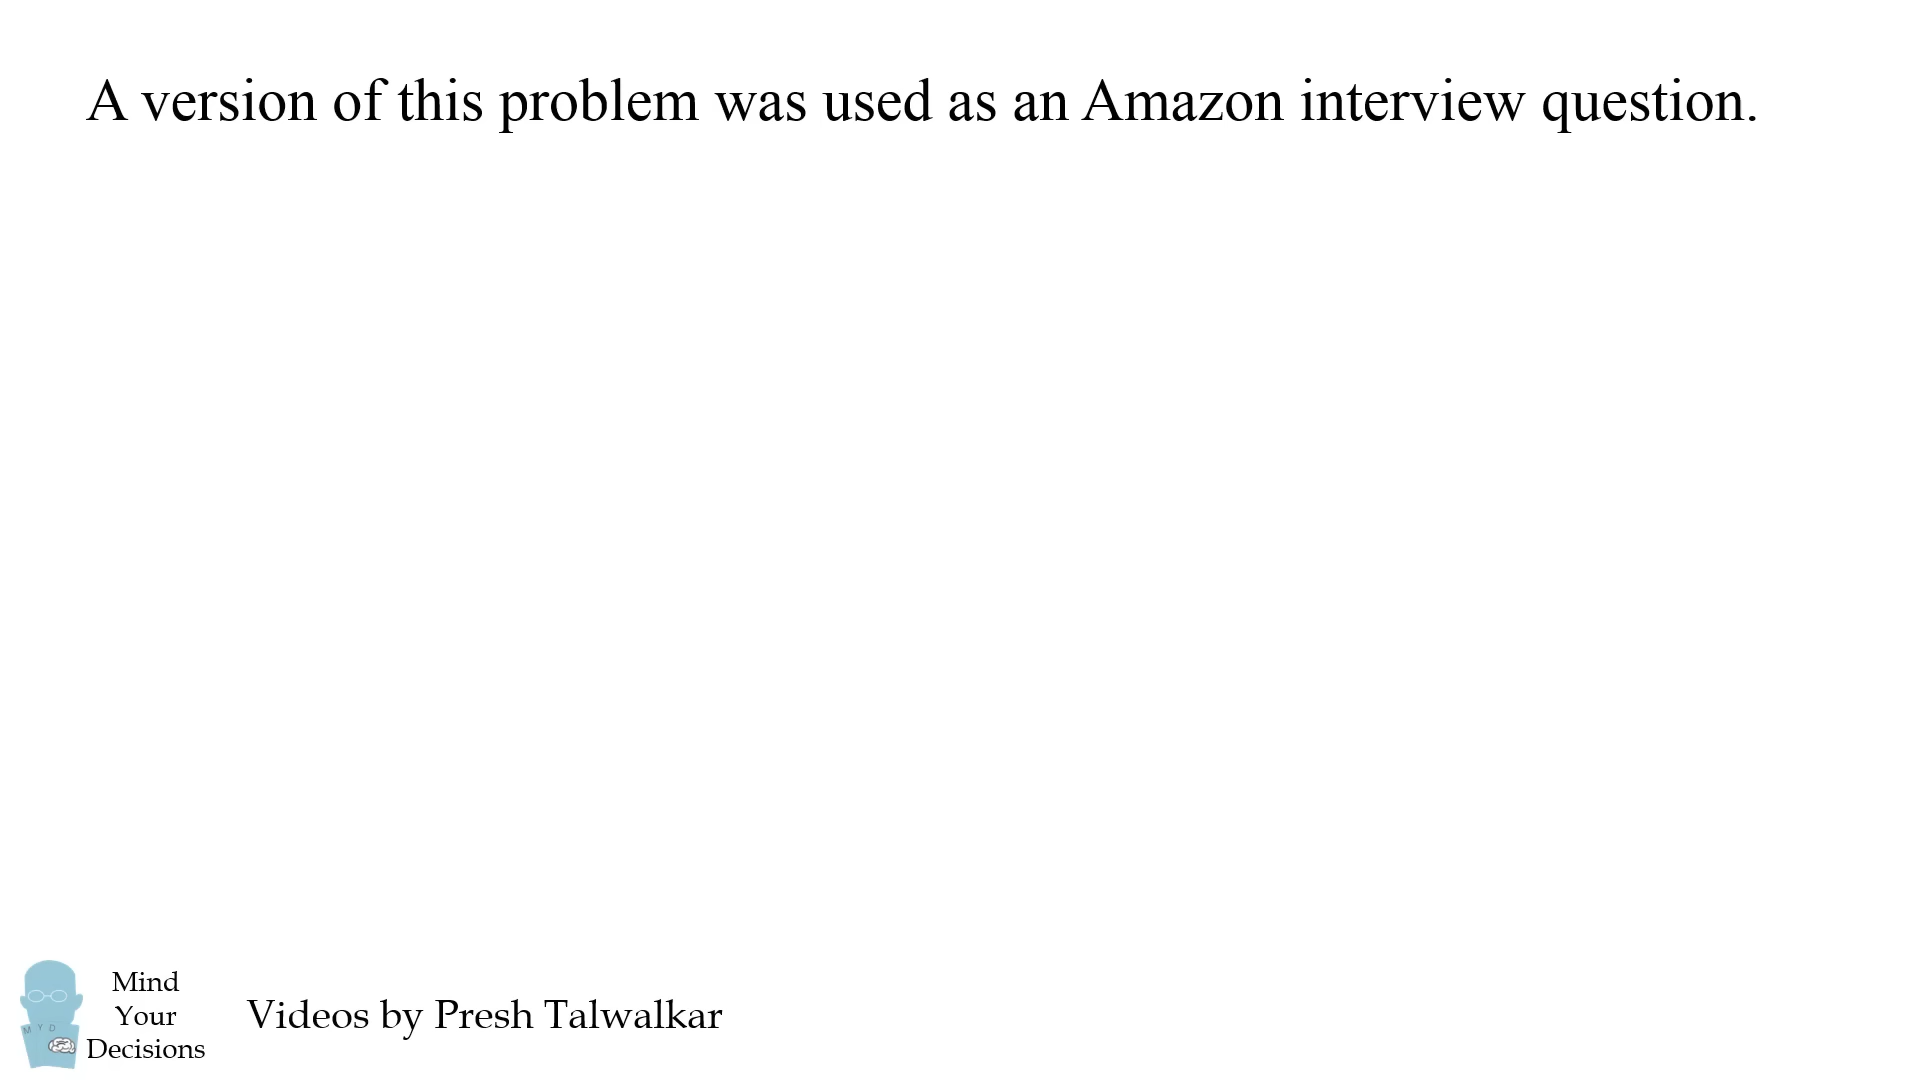 A version of this problem was used as an Amazon interview question.
Mind
Your
Decisions
Videos by Presh Talwalkar
M Y D